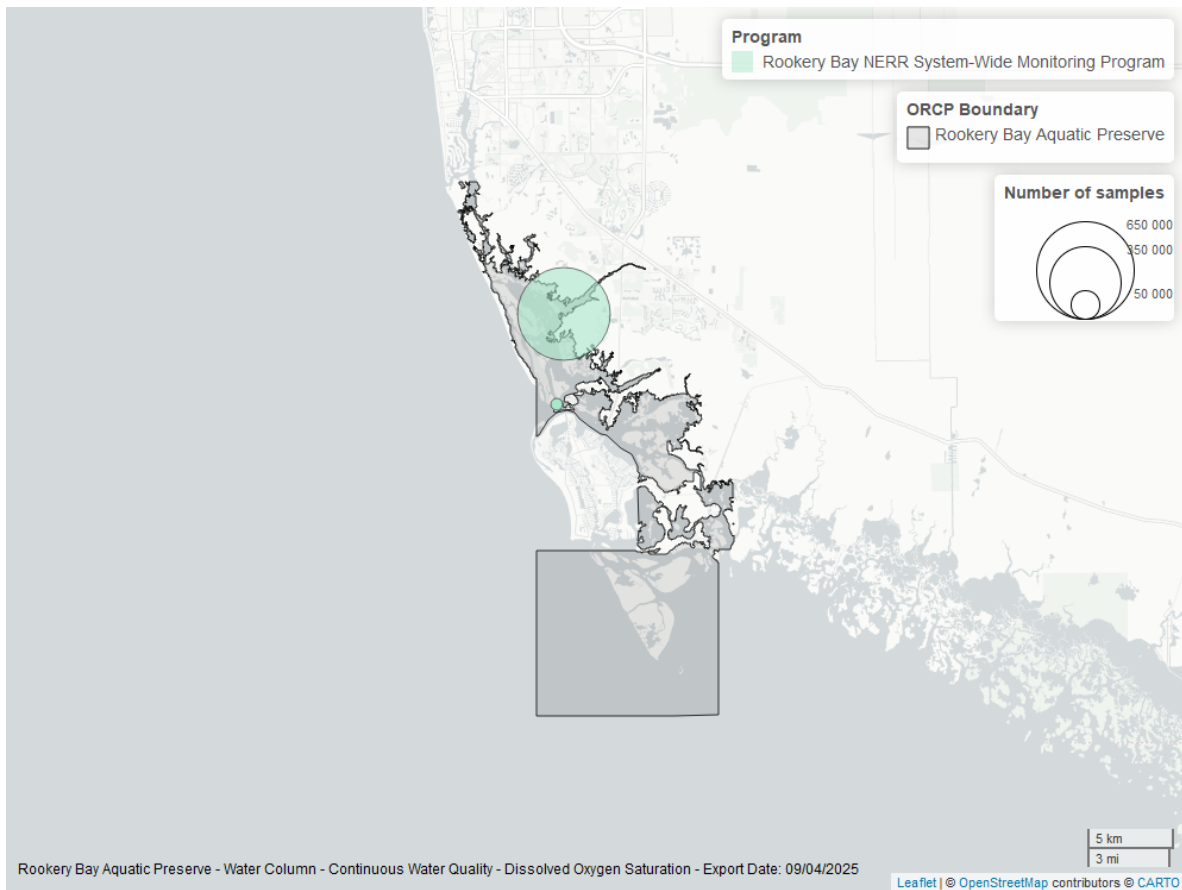 Program
Rookery Bay NERR System-Wide Monitoring Program
ORCP Boundary
Rookery Bay Aquatic Preserve
Number of samples
650 000
350 000
50 000
5 km
3 mi
Rookery Bay Aquatic Preserve - Water Column - Continuous Water Quality - Dissolved Oxygen Saturation - Export Date: 09/04/2025
Leaflet | © OpenStreetMap contributors © CARTO